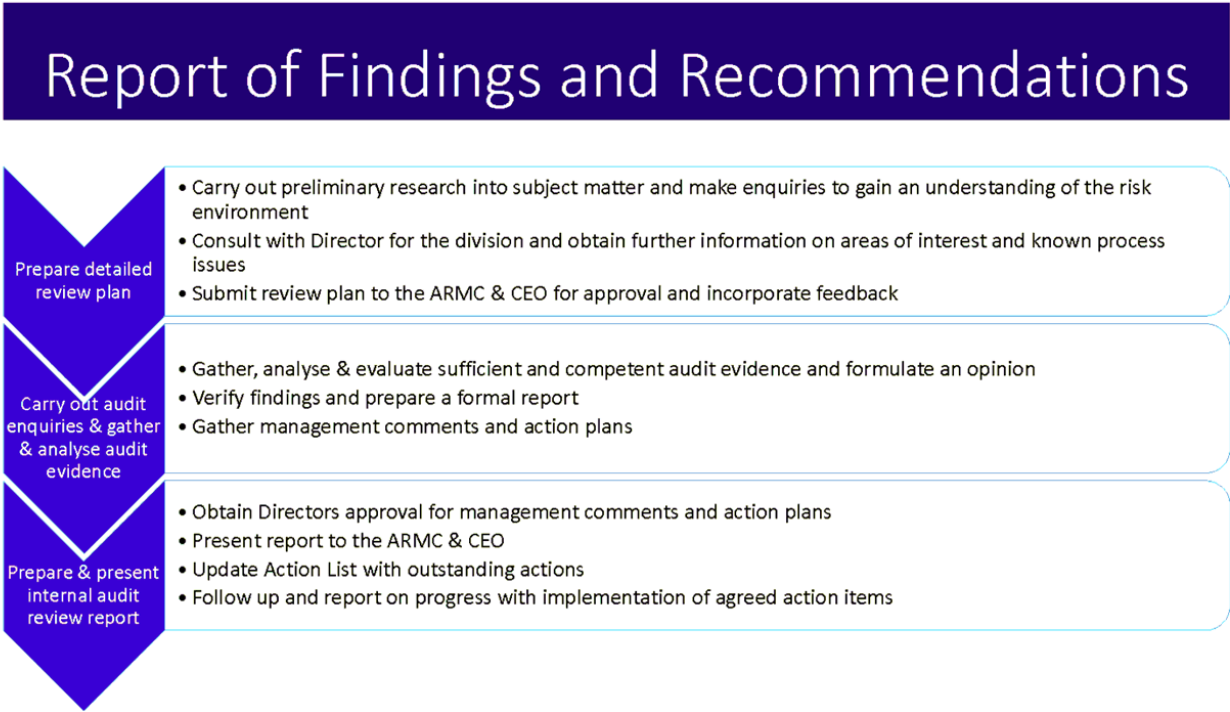 Report of Findings and Recommendations
Prepare detailed
review plan
• Carry out preliminary research into subject matter and make enquiries to gain an understanding of the risk
environment
• Consult with Director for the division and obtain further information on areas of interest and known process
issues
• Submit review plan to the ARMC & CEO for approval and incorporate feedback
Carry out audit
enquiries & gather
& analyse audit
evidence
• Gather, analyse & evaluate sufficient and competent audit evidence and formulate an opinion
• Verify findings and prepare a formal report
• Gather management comments and action plans
Prepare & present
internal audit
review report
• Obtain Directors approval for management comments and action plans
• Present report to the ARMC & CEO
• Update Action List with outstanding actions
• Follow up and report on progress with implementation of agreed action items